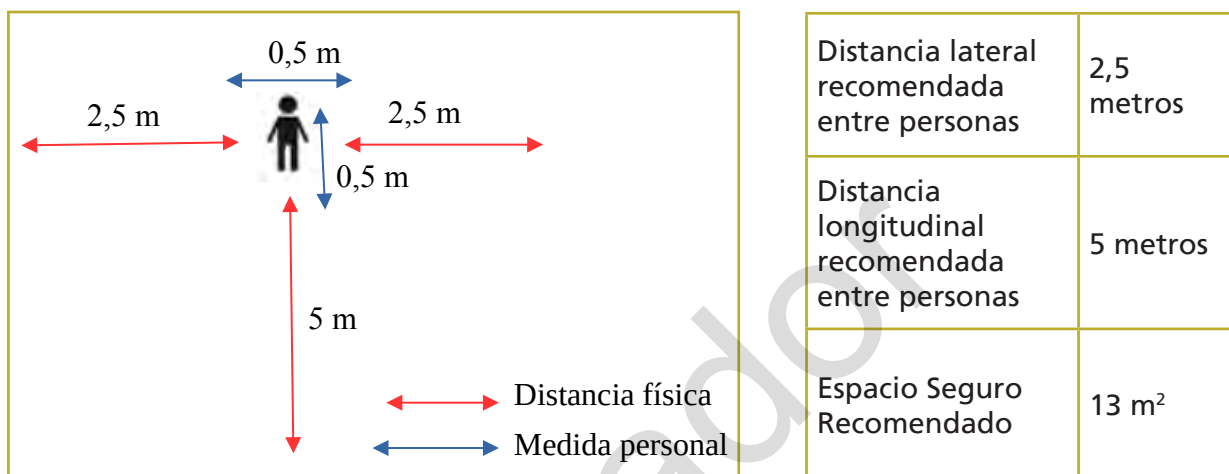 0,5 m
2,5 m
2,5 m
0,5 m
5 m
Distancia física
Medida personal
Distancia lateral
recomendada
entre personas
2,5
metros
Distancia
longitudinal
recomendada
entre personas
5 metros
Espacio Seguro
Recomendado
13 m²
ador